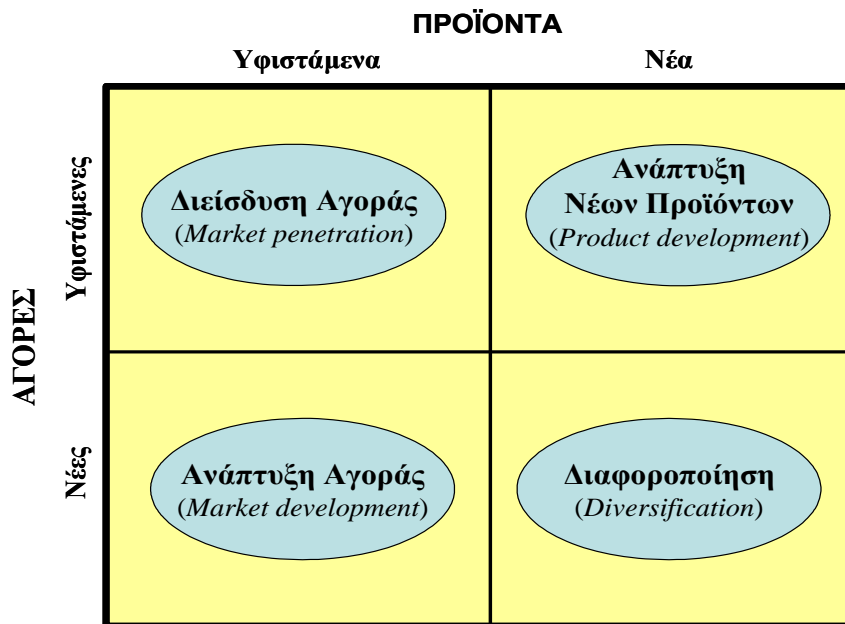 ΠΡΟΪΟΝΤΑ
Υφιστάμενα
Νέα
ΑΓΟΡΕΣ
Υφιστάμενες
Διείσδυση Αγοράς
(Market penetration)
Ανάπτυξη
Νέων Προϊόντων
(Product development)
Νέες
Ανάπτυξη Αγοράς
(Market development)
Διαφοροποίηση
(Diversification)